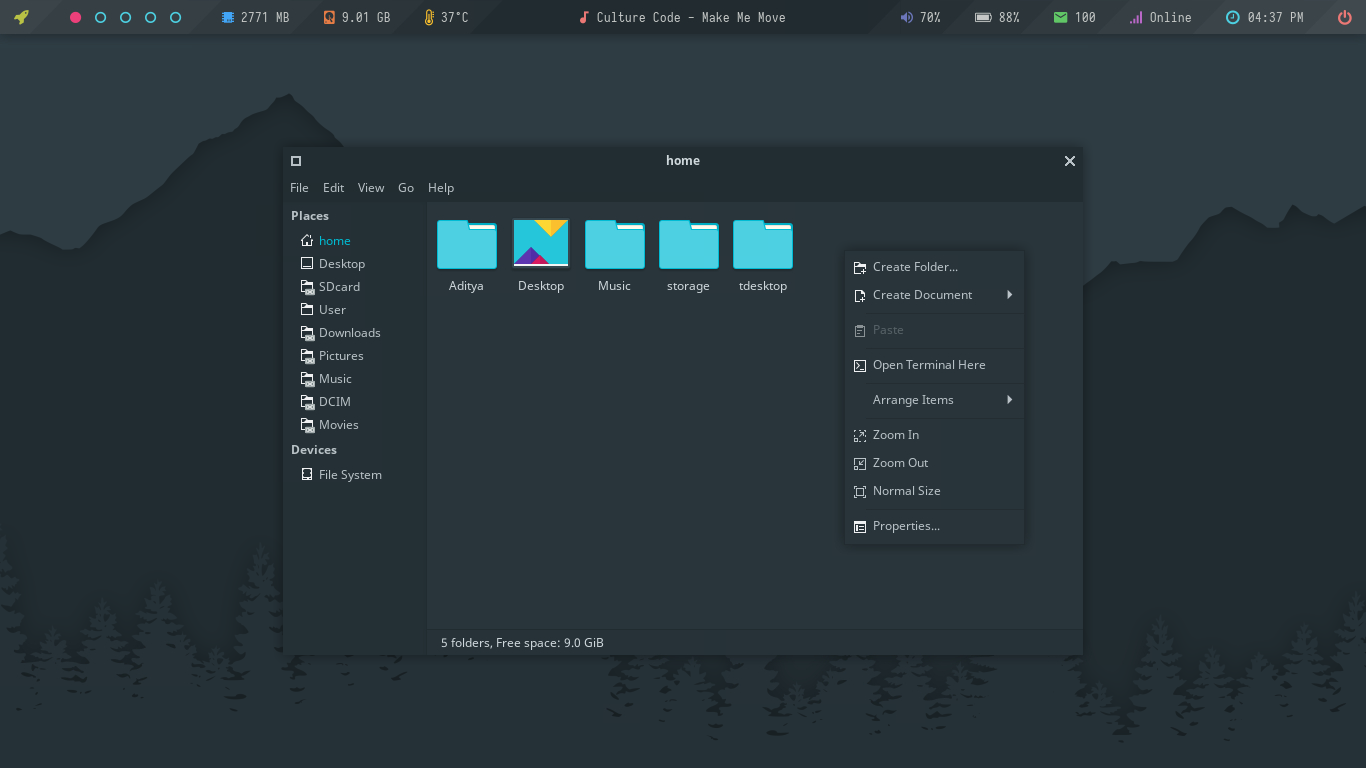 2771 MB 9.01 GB 37°C Culture Code - Make Me Move 70% 88% 100 Online 04:37 PM
home
File Edit View Go Help
Places
home
Desktop
SDcard
User
Downloads
Pictures
Music
DCIM
Movies
Devices
File System
Aditya Desktop Music storage tdesktop
Create Folder...
Create Document
Paste
Open Terminal Here
Arrange Items
Zoom In
Zoom Out
Normal Size
Properties...
5 folders, Free space: 9.0 GiB